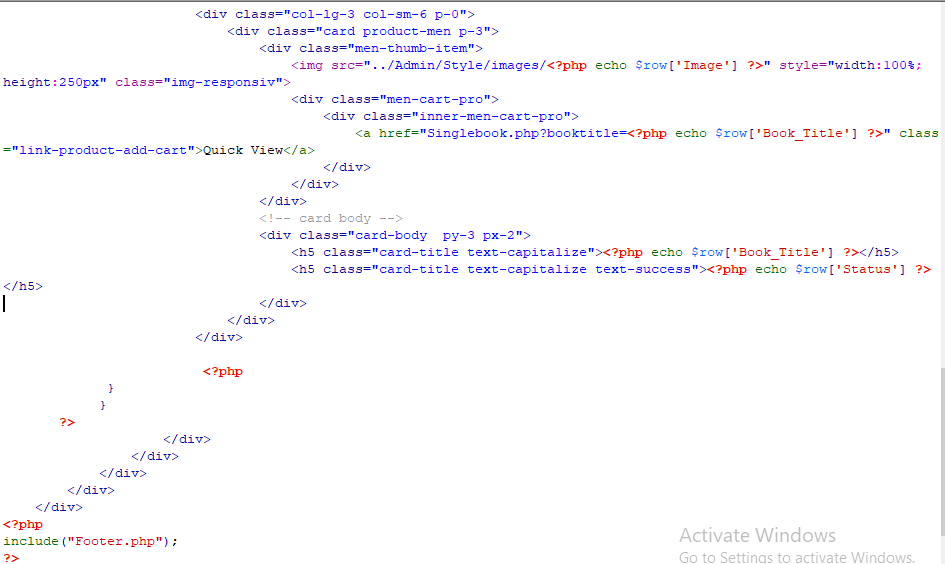 <div class="col-lg-3 col-sm-6 p-0">
<div class="card product-men p-3">
<div class="men-thumb-item">
<img src="../Admin/Style/images/<?php echo $row['Image'] ?>" style="width:100%;
height:250px" class="img-responsiv">
<div class="men-cart-pro">
<div class="inner-men-cart-pro">
<a href="Singlebook.php?booktitle=<?php echo $row['Book_Title'] ?>" class
="link-product-add-cart">Quick View</a>
</div>
</div>
</div>
<!-- card body -->
<div class="card-body  py-3 px-2">
<h5 class="card-title text-capitalize"><?php echo $row['Book_Title'] ?></h5>
<h5 class="card-title text-capitalize text-success"><?php echo $row['Status'] ?>
</h5>
</div>
</div>
</div>
<?php
}
}
?>
</div>
</div>
</div>
</div>
</div>
<?php
include("Footer.php");
?>
Activate Windows
Go to Settings to activate Windows.